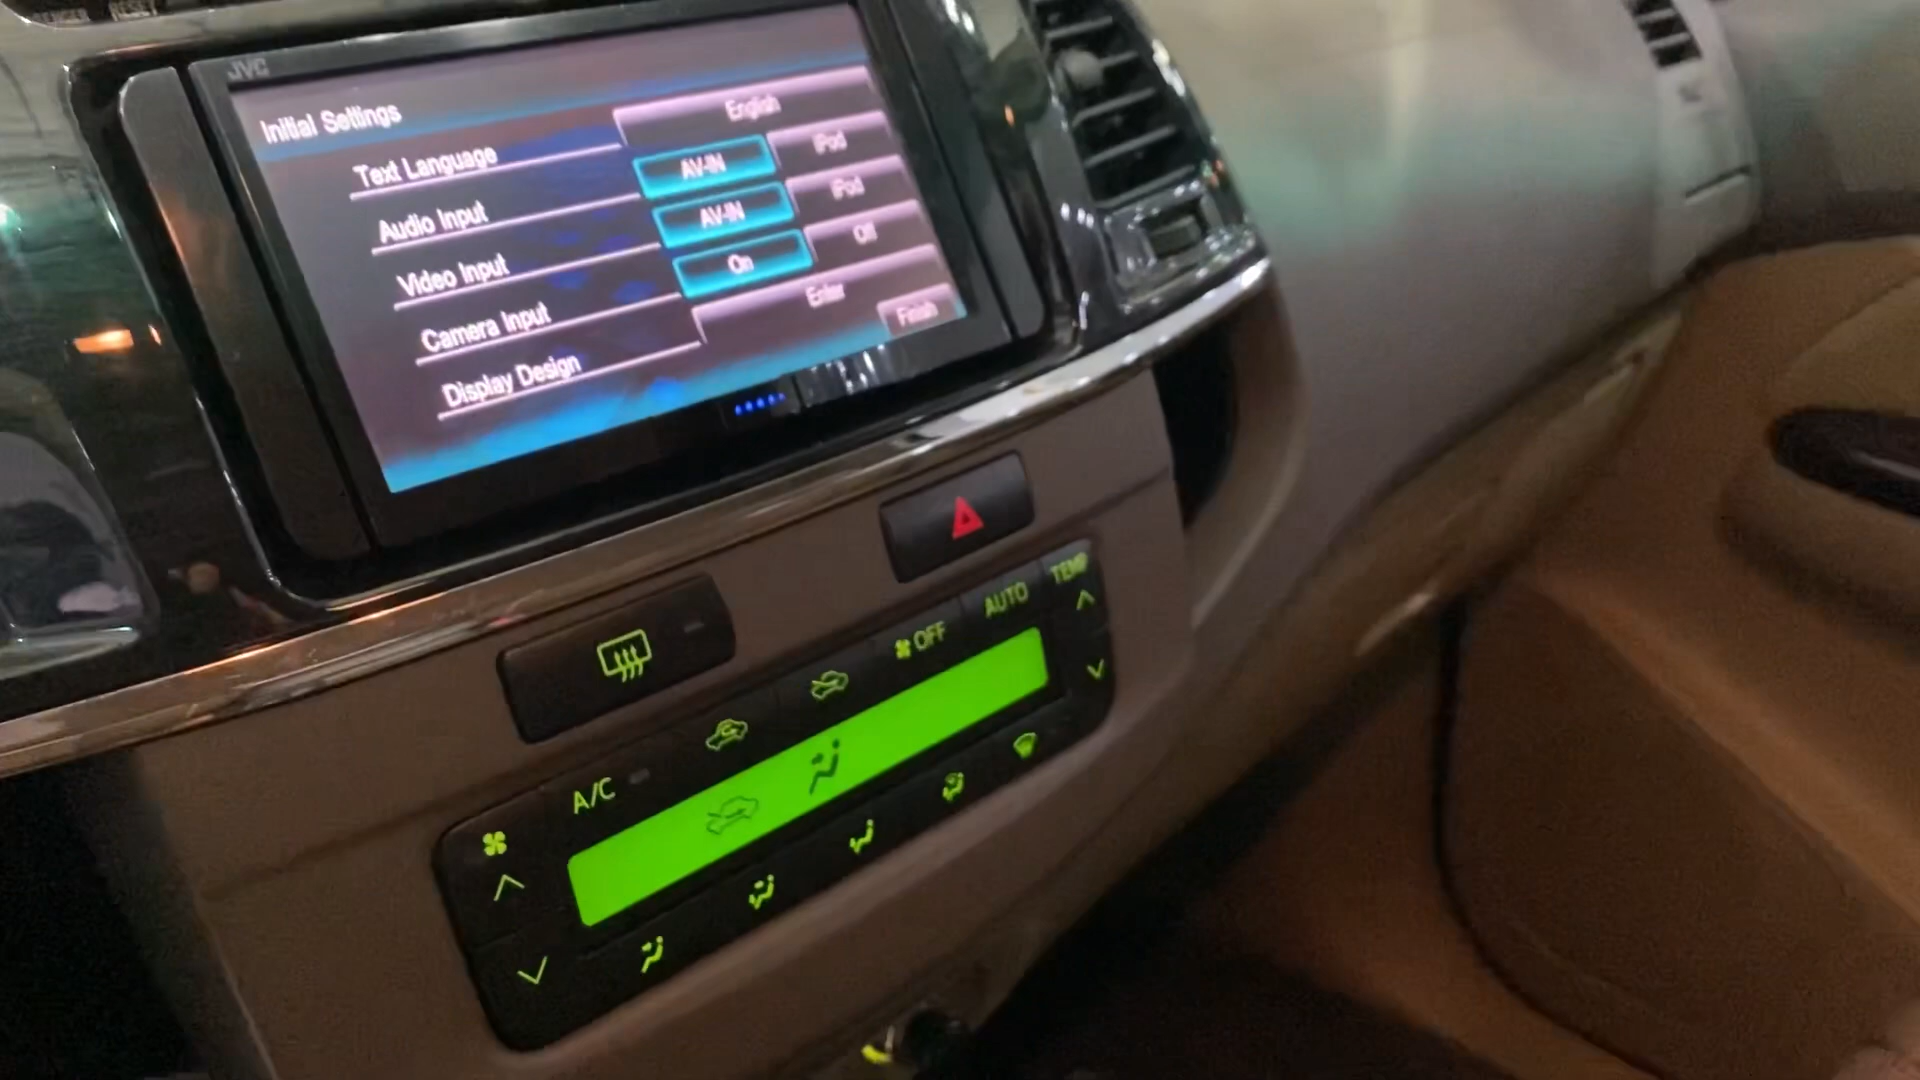 RESET
JVC
Initial Settings
Text Language English
Audio Input AV-IN iPod
Video Input AV-IN iPod
Camera Input On Off
Display Design Enter
Finish
TEMP
AUTO
OFF
A/C